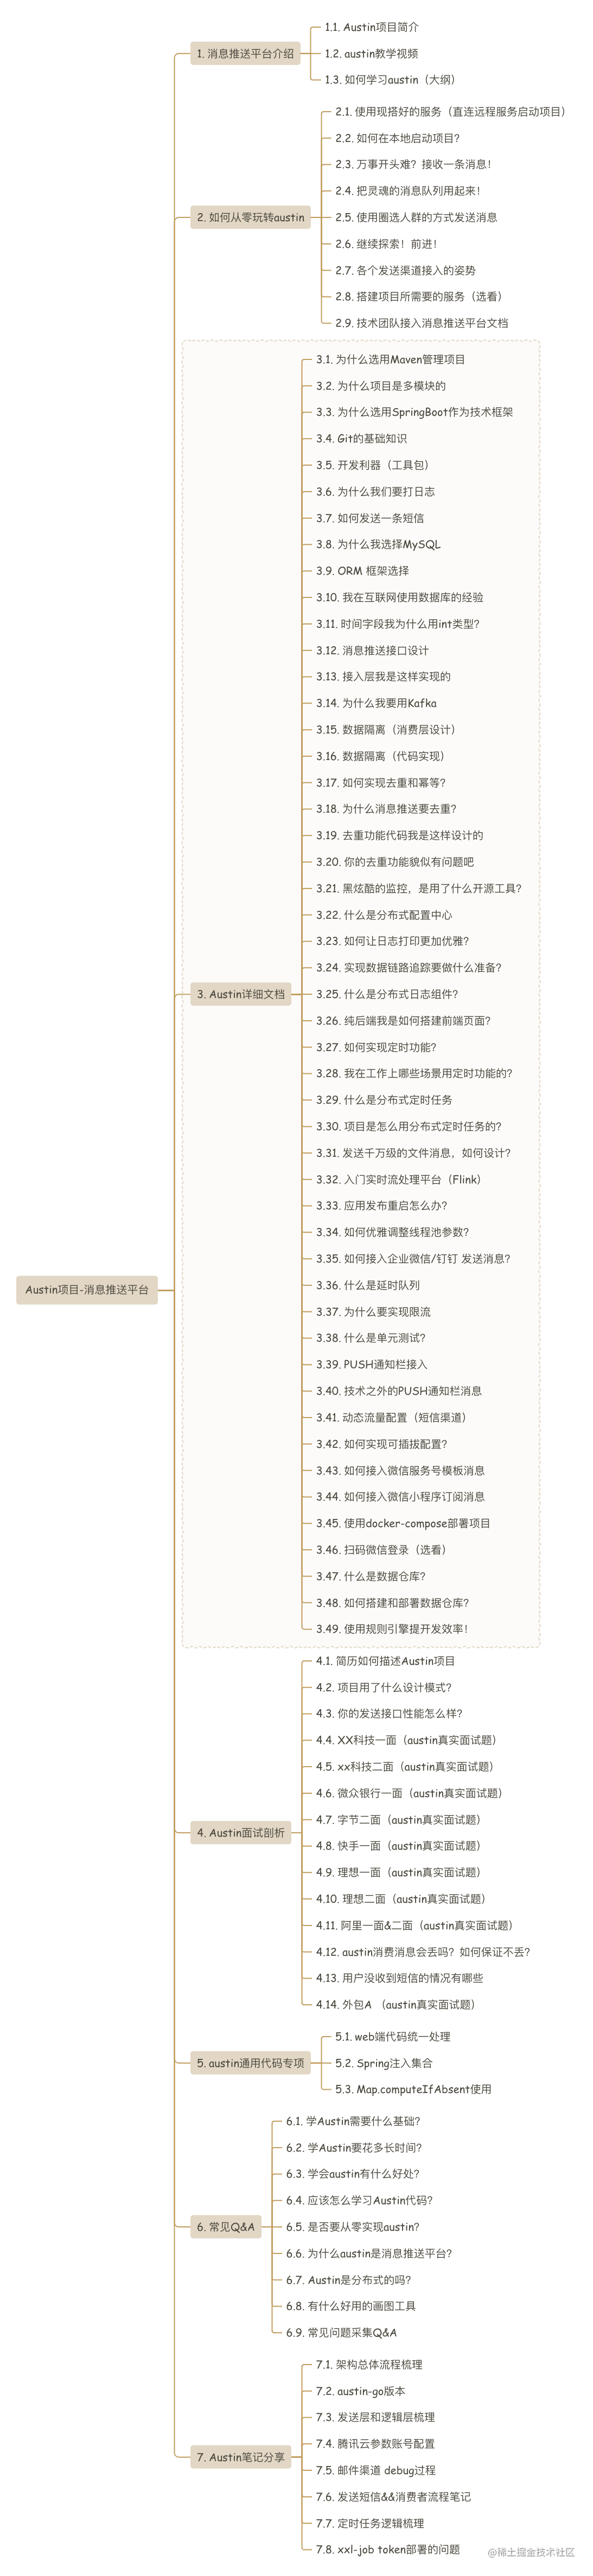 Austin项目-消息推送平台
1. 消息推送平台介绍
1.1. Austin项目简介
1.2. austin教学视频
1.3. 如何学习austin（大纲）
2. 如何从零玩转austin
2.1. 使用现搭好的服务（直连远程服务启动项目）
2.2. 如何在本地启动项目?
2.3. 万事开头难? 接收一条消息!
2.4. 把灵魂的消息队列用起来!
2.5. 使用圈选人群的方式发送消息
2.6. 继续探索! 前进!
2.7. 各个发送渠道接入的姿势
2.8. 搭建项目所需要的服务（选看）
2.9. 技术团队接入消息推送平台文档
3. Austin详细文档
3.1. 为什么选用Maven管理项目
3.2. 为什么项目是多模块的
3.3. 为什么选用SpringBoot作为技术框架
3.4. Git的基础知识
3.5. 开发利器（工具包）
3.6. 为什么我们要打日志
3.7. 如何发送一条短信
3.8. 为什么我选择MySQL
3.9. ORM 框架选择
3.10. 我在互联网使用数据库的经验
3.11. 时间字段我为什么用int类型?
3.12. 消息推送接口设计
3.13. 接入层我是这样实现的
3.14. 为什么我要用Kafka
3.15. 数据隔离（消费层设计）
3.16. 数据隔离（代码实现）
3.17. 如何实现去重和幂等?
3.18. 为什么消息推送要去重?
3.19. 去重功能代码我是这样设计的
3.20. 你的去重功能貌似有问题吧
3.21. 黑炫酷的监控，是用了什么开源工具?
3.22. 什么是分布式配置中心
3.23. 如何让日志打印更加优雅?
3.24. 实现数据链路追踪要做什么准备?
3.25. 什么是分布式日志组件?
3.26. 纯后端我是如何搭建前端页面?
3.27. 如何实现定时功能?
3.28. 我在工作上哪些场景用定时功能的?
3.29. 什么是分布式定时任务
3.30. 项目是怎么用分布式定时任务的?
3.31. 发送千万级的文件消息，如何设计?
3.32. 入门实时流处理平台（Flink）
3.33. 应用发布重启怎么办?
3.34. 如何优雅调整线程池参数?
3.35. 如何接入企业微信/钉钉 发送消息?
3.36. 什么是延时队列
3.37. 为什么要实现限流
3.38. 什么是单元测试?
3.39. PUSH通知栏接入
3.40. 技术之外的PUSH通知栏消息
3.41. 动态流量配置（短信渠道）
3.42. 如何实现可插拔配置?
3.43. 如何接入微信服务号模板消息
3.44. 如何接入微信小程序订阅消息
3.45. 使用docker-compose部署项目
3.46. 扫码微信登录（选看）
3.47. 什么是数据仓库?
3.48. 如何搭建和部署数据仓库?
3.49. 使用规则引擎提开发效率!
4. Austin面试剖析
4.1. 简历如何描述Austin项目
4.2. 项目用了什么设计模式?
4.3. 你的发送接口性能怎么样?
4.4. XX科技一面（austin真实面试题）
4.5. xx科技二面（austin真实面试题）
4.6. 微众银行一面（austin真实面试题）
4.7. 字节二面（austin真实面试题）
4.8. 快手一面（austin真实面试题）
4.9. 理想一面（austin真实面试题）
4.10. 理想二面（austin真实面试题）
4.11. 阿里一面&二面（austin真实面试题）
4.12. austin消费消息会丢吗? 如何保证不丢?
4.13. 用户没收到短信的情况有哪些
4.14. 外包A （austin真实面试题）
5. austin通用代码专项
5.1. web端代码统一处理
5.2. Spring注入集合
5.3. Map.computeIfAbsent使用
6. 常见Q&A
6.1. 学Austin需要什么基础?
6.2. 学Austin要花多长时间?
6.3. 学会austin有什么好处?
6.4. 应该怎么学习Austin代码?
6.5. 是否要从零实现austin?
6.6. 为什么austin是消息推送平台?
6.7. Austin是分布式的吗?
6.8. 有什么好用的画图工具
6.9. 常见问题采集Q&A
7. Austin笔记分享
7.1. 架构总体流程梳理
7.2. austin-go版本
7.3. 发送层和逻辑层梳理
7.4. 腾讯云参数账号配置
7.5. 邮件渠道 debug过程
7.6. 发送短信&&消费者流程笔记
7.7. 定时任务逻辑梳理
7.8. xxl-job token部署的问题
@稀土掘金技术社区